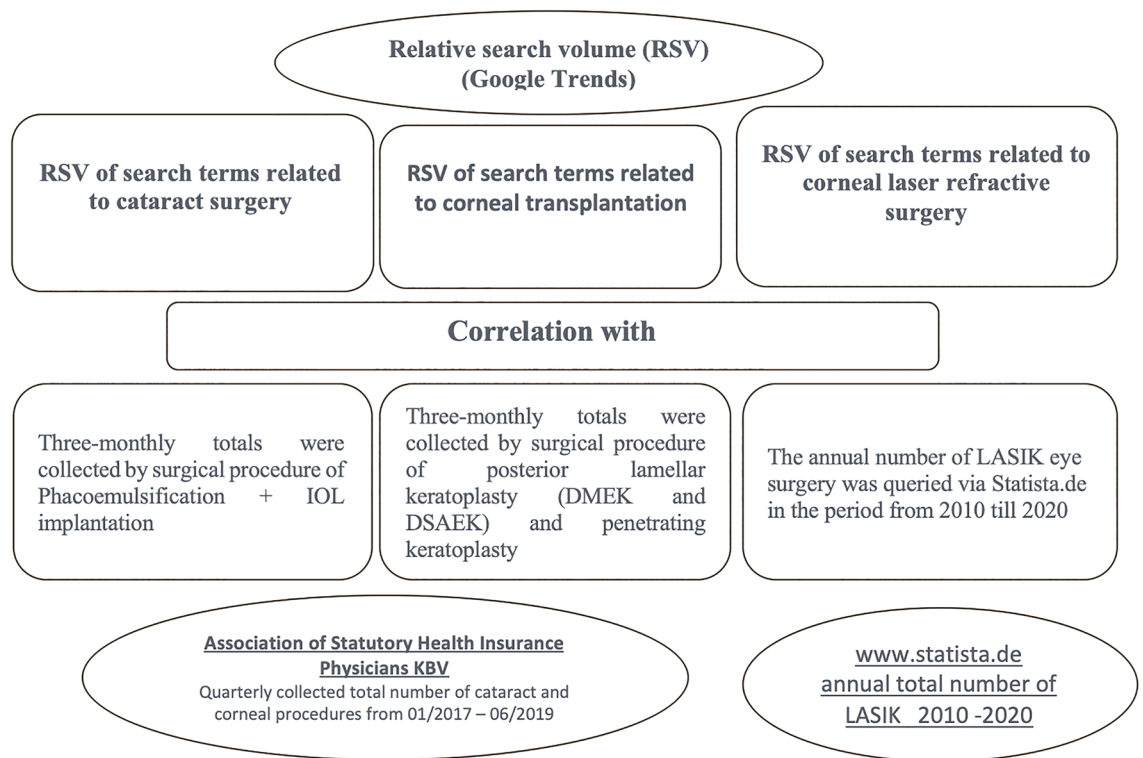 Relative search volume (RSV)
(Google Trends)
RSV of search terms related
to cataract surgery
RSV of search terms related
to corneal transplantation
RSV of search terms related to
corneal laser refractive
surgery
Correlation with
Three-monthly totals were
collected by surgical procedure of
Phacoemulsification + IOL
implantation
Three-monthly totals were
collected by surgical procedure
of posterior lamellar
keratoplasty (DMEK and
DSAEK) and penetrating
keratoplasty
The annual number of LASIK eye
surgery was queried via Statista.de
in the period from 2010 till 2020
Association of Statutory Health Insurance
Physicians KBV
Quarterly collected total number of cataract and
corneal procedures from 01/2017 – 06/2019
www.statista.de
annual total number of
LASIK 2010 -2020